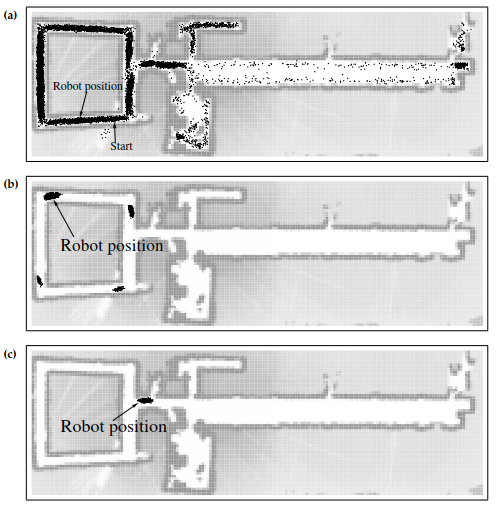 (a)
Robot position
Start
(b)
Robot position
(c)
Robot position